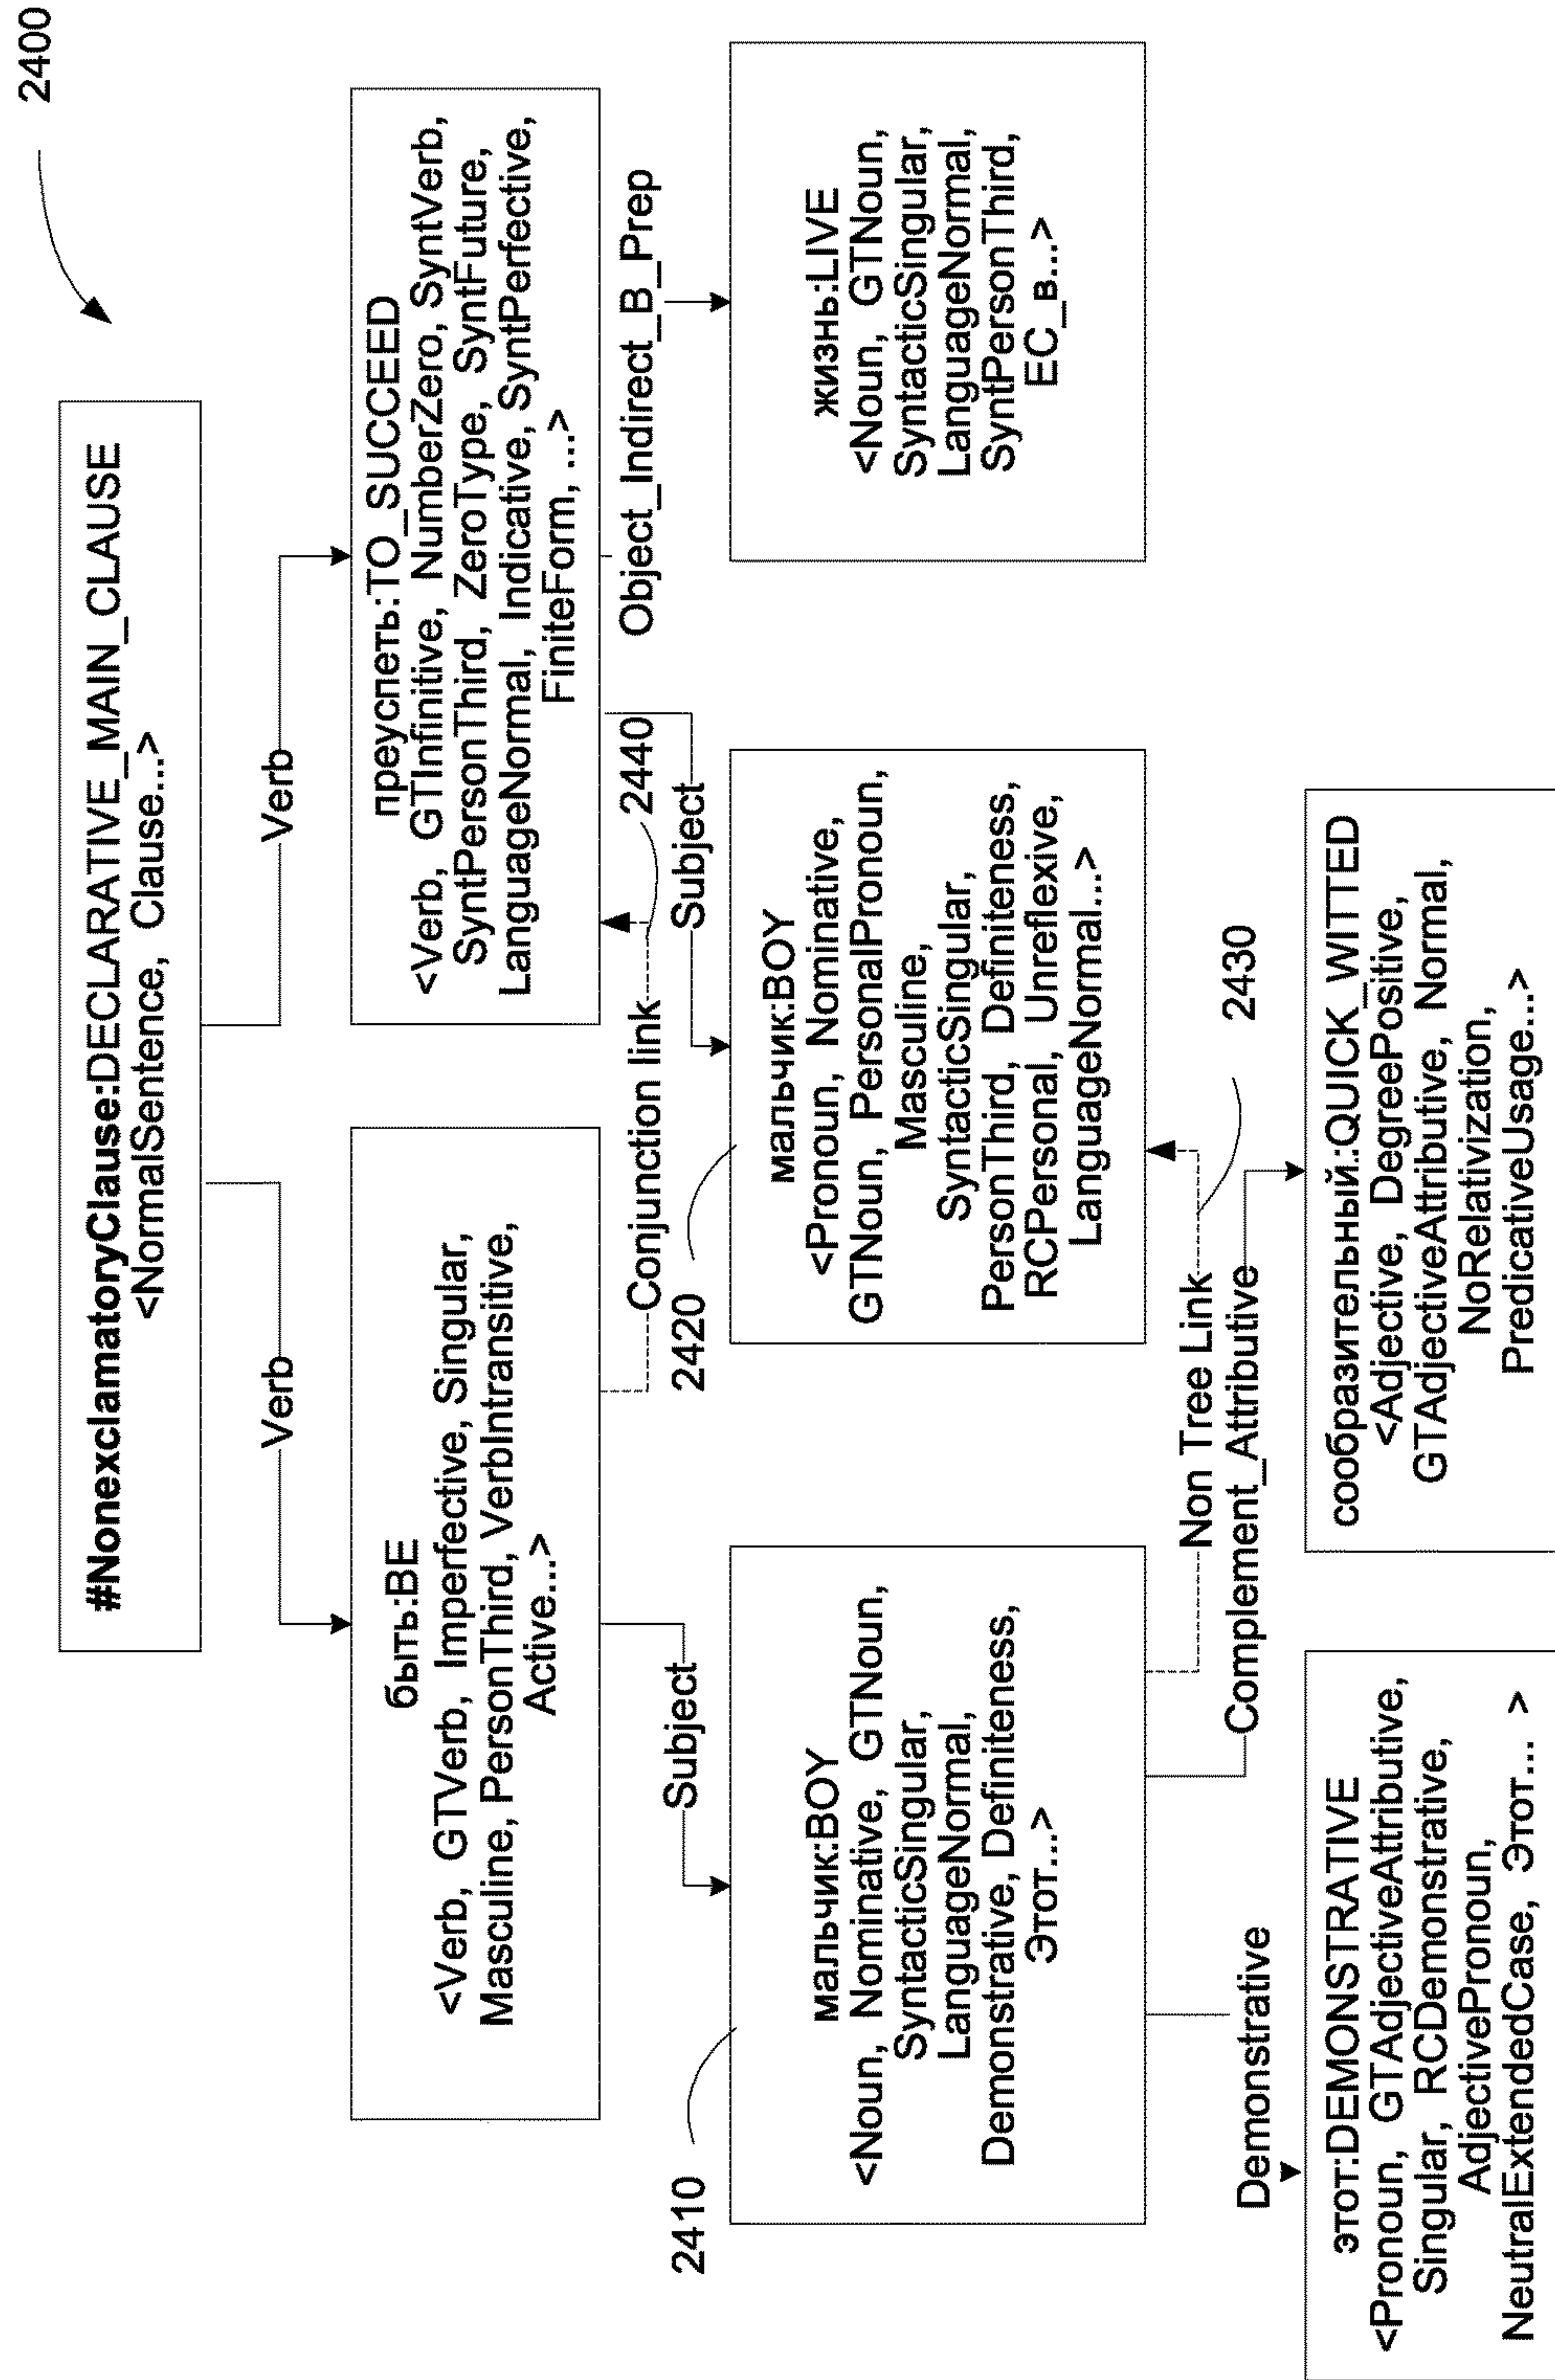 2400
#NonexclamatoryClause:DECLARATIVE_MAIN_CLAUSE
<NormalSentence, Clause...>
Verb
Verb
быть:BE
<Verb, GTVerb, Imperfective, Singular,
Masculine, PersonThird, VerbIntransitive,
Active...>
преуспеть:TO_SUCCEED
<Verb, GTInfinitive, NumberZero, SyntVerb,
SyntPersonThird, ZeroType, SyntFuture,
LanguageNormal, Indicative, SyntPerfective,
FiniteForm, ...>
Subject
Conjunction link
2440
Subject
Object_Indirect_B_Prep
2410
мальчик:BOY
<Noun, Nominative, GTNoun,
SyntacticSingular,
LanguageNormal,
Demonstrative, Definiteness,
Этот...>
2420
мальчик:BOY
<Pronoun, Nominative,
GTNoun, PersonalPronoun,
Masculine,
SyntacticSingular,
PersonThird, Definiteness,
RCPersonal, Unreflexive,
LanguageNormal...>
жизнь:LIVE
<Noun, GTNoun,
SyntacticSingular,
LanguageNormal,
SyntPersonThird,
EC_в...>
Demonstrative
Non Tree Link
2430
Complement_Attributive
этот:DEMONSTRATIVE
<Pronoun, GTAdjectiveAttributive,
Singular, RCDemonstrative,
AdjectivePronoun,
NeutralExtendedCase, Этот... >
сообразительный.:QUICK_WITTED
<Adjective, DegreePositive,
GTAdjectiveAttributive, Normal,
NoRelativization,
PredicativeUsage...>